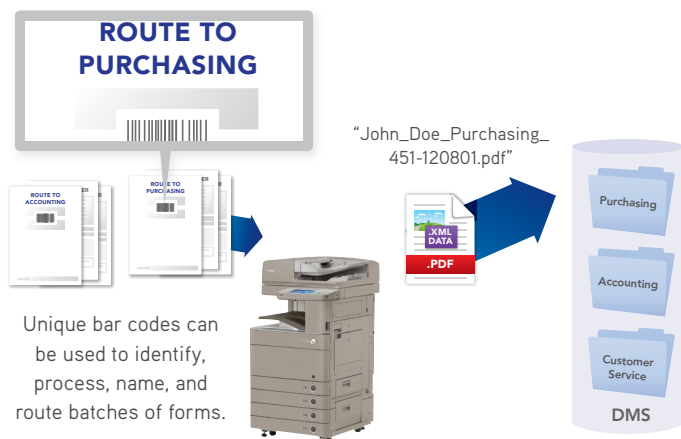 ROUTE TO
PURCHASING
"John_Doe_Purchasing_
451-120801.pdf"
ROUTE TO
ACCOUNTING
ROUTE TO
PURCHASING
.XML
DATA
.PDF
Purchasing
Accounting
Customer
Service
DMS
Unique bar codes can
be used to identify,
process, name, and
route batches of forms.